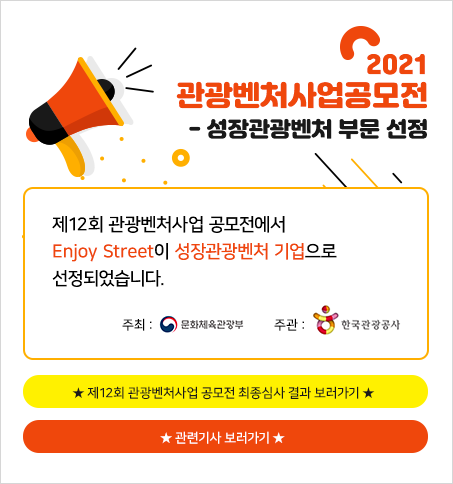 2021
관광벤처사업공모전
- 성장관광벤처 부문 선정
제12회 관광벤처사업 공모전에서
Enjoy Street이 성장관광벤처 기업으로
선정되었습니다.
주최 : 문화체육관광부 주관 : 한국관광공사
★ 제12회 관광벤처사업 공모전 최종심사 결과 보러가기 ★
★ 관련기사 보러가기 ★